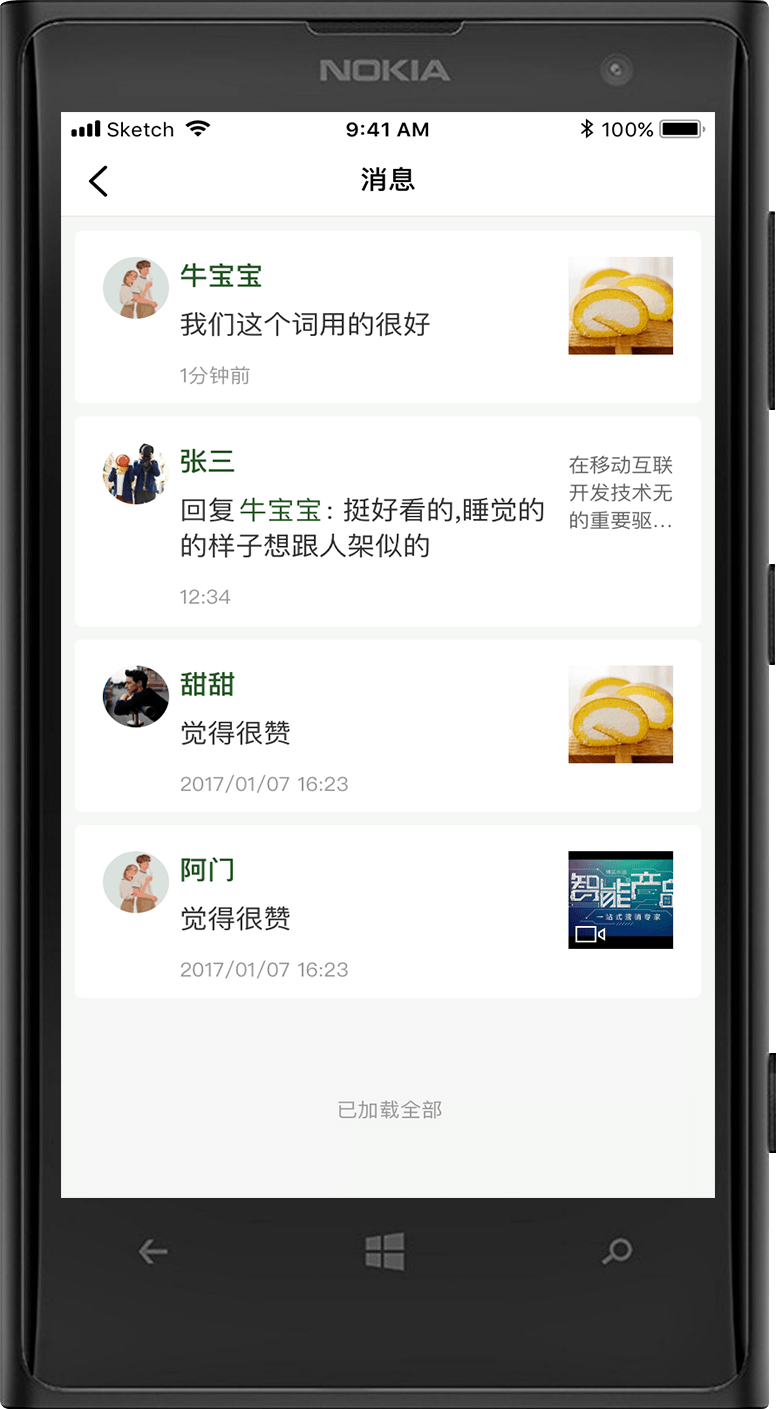 NOKIA
Sketch 9:41 AM 100%
消息
牛宝宝
我们这个词用的很好
1分钟前
张三
回复牛宝宝: 挺好看的,睡觉的
的样子想跟人架似的
12:34
在移动互联
开发技术无
的重要驱...
甜甜
觉得很赞
2017/01/07 16:23
阿门
觉得很赞
2017/01/07 16:23
智能产品
一站式营销专家
已加载全部